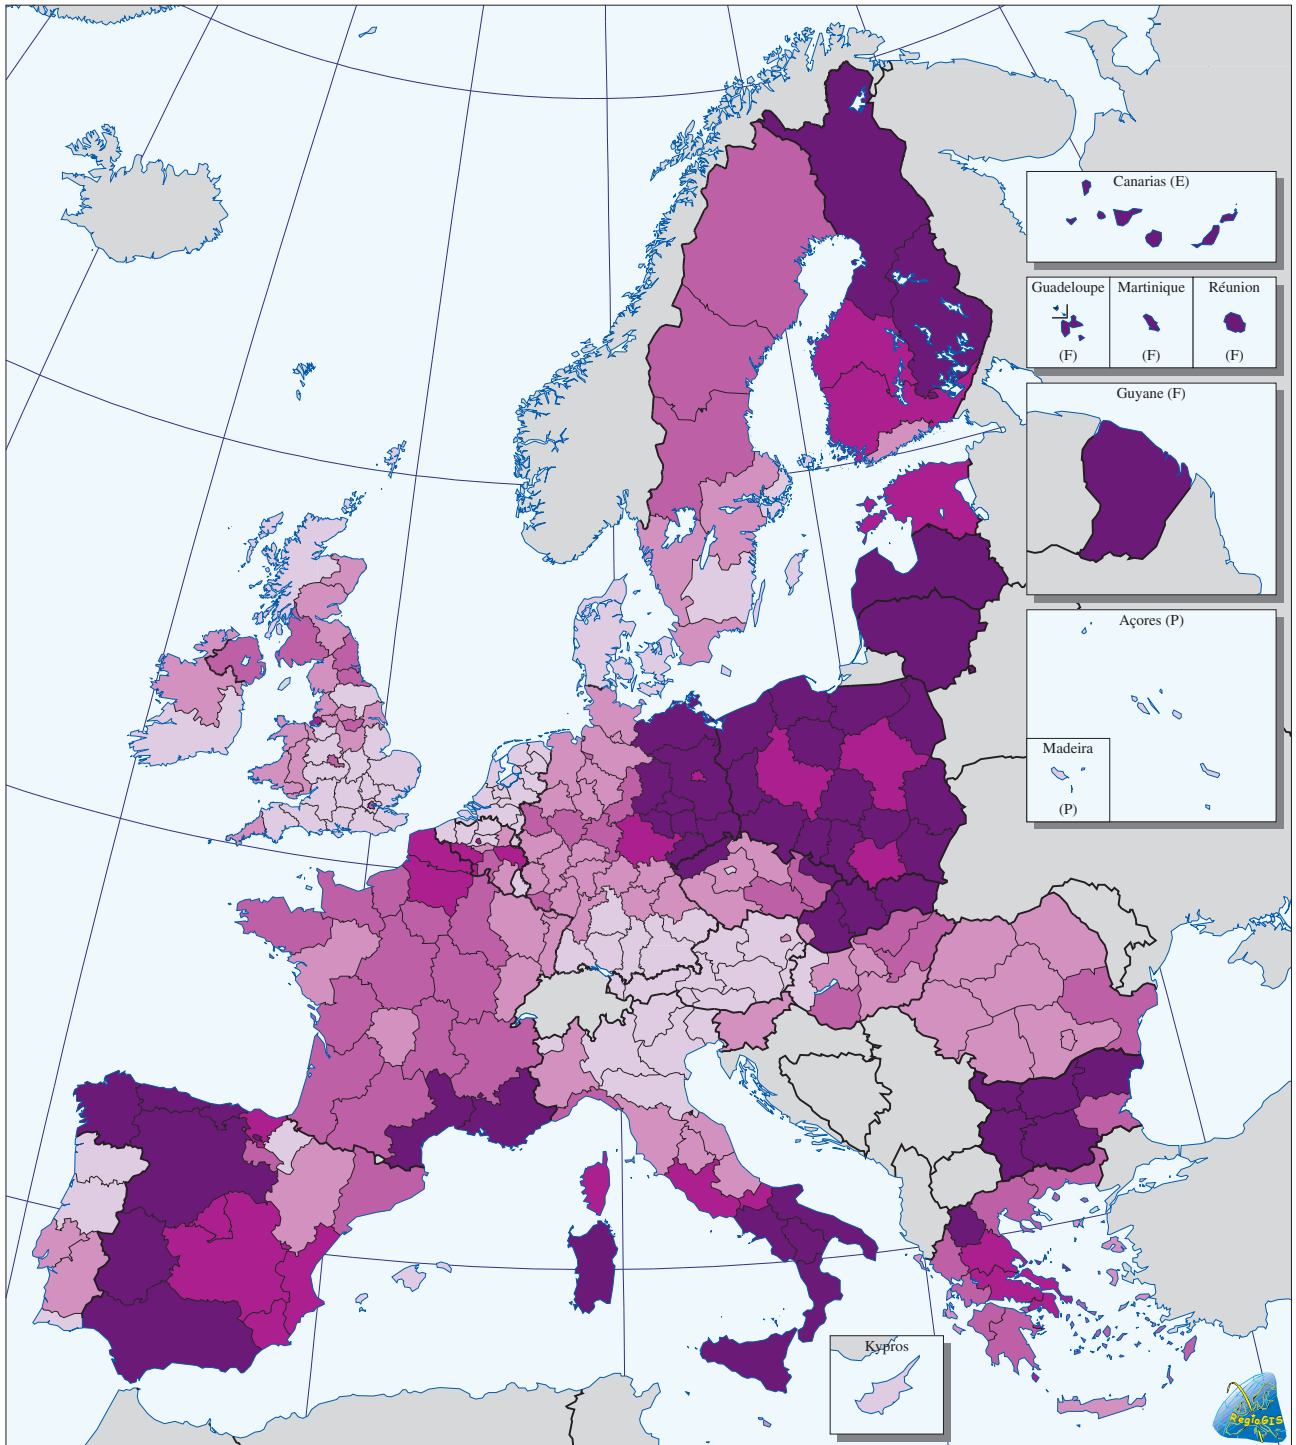 Canarias (E)
Guadeloupe
Martinique
Réunion
(F)
(F)
(F)
Guyane (F)
Açores (P)
Madeira
(P)
Kypros
RegioGIS